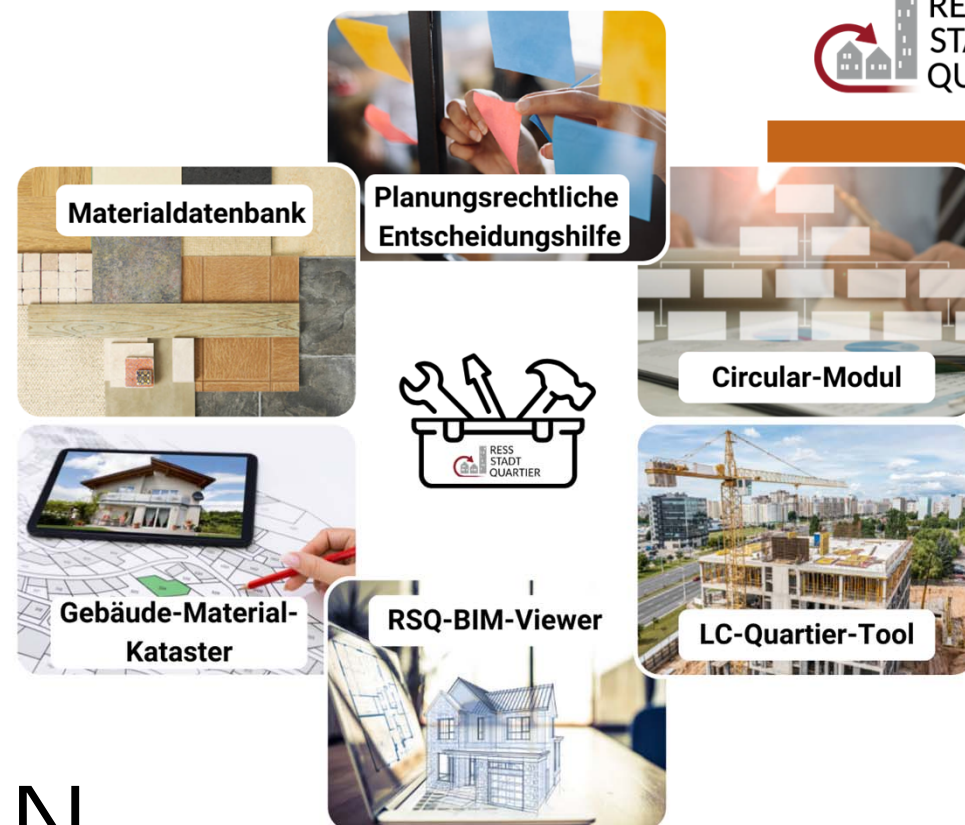 Planungsrechtliche
Entscheidungshilfe
Materialdatenbank
Circular-Modul
RESS
STADT
QUARTIER
Gebäude-Material-
Kataster
RSQ-BIM-Viewer
LC-Quartier-Tool
N